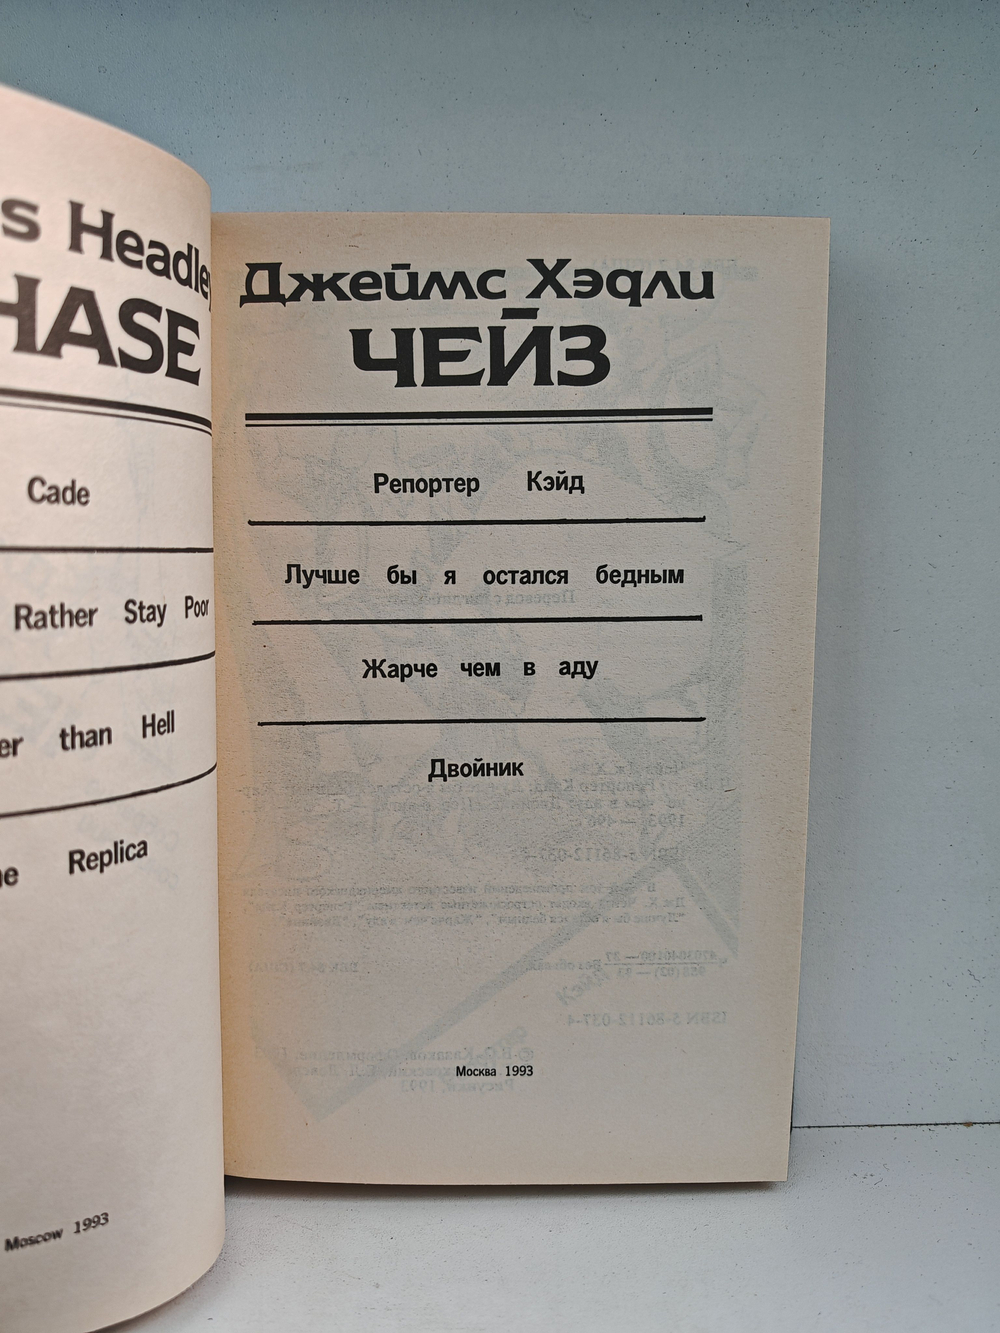 s Headley
HASE
Cade
Rather Stay Poor
er than Hell
he Replica
Moscow 1993
Джеймс Хэдли
ЧЕЙЗ
Репортер Кэйд
Лучше бы я остался бедным
Жарче чем в аду
Двойник
Москва 1993